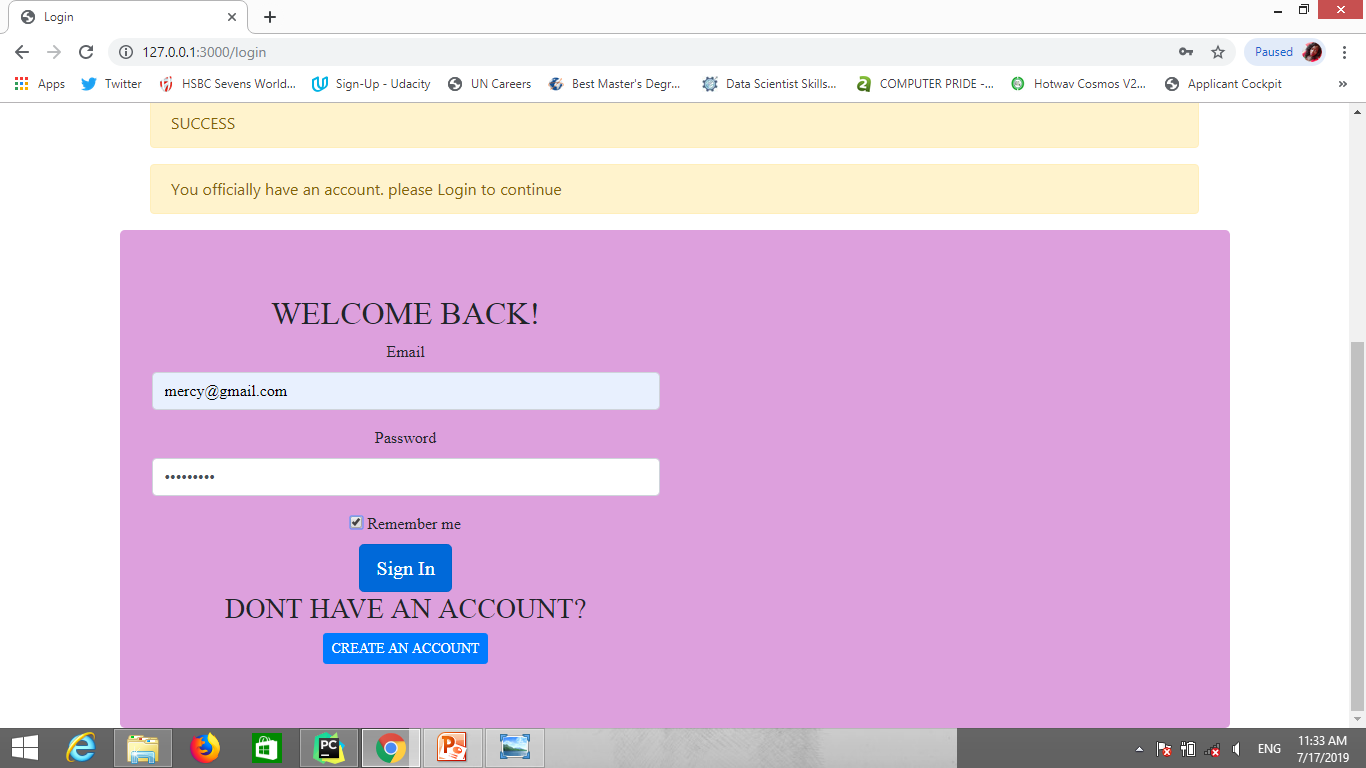 Login
127.0.0.1:3000/login
Paused
Apps
Twitter
HSBC Sevens World...
Sign-Up - Udacity
UN Careers
Best Master's Degr...
Data Scientist Skills...
COMPUTER PRIDE -...
Hotwav Cosmos V2...
Applicant Cockpit
»
SUCCESS
You officially have an account. please Login to continue
WELCOME BACK!
Email
mercy@gmail.com
Password
•••••••••
Remember me
Sign In
DONT HAVE AN ACCOUNT?
CREATE AN ACCOUNT
PC
ENG
11:33 AM
7/17/2019